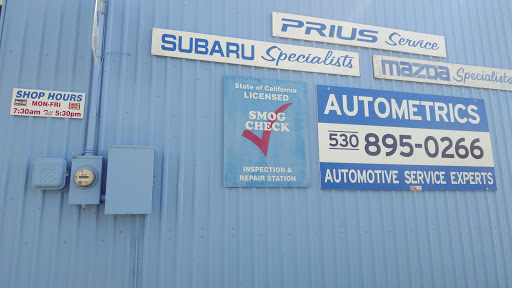 PRIUS Service
SUBARU Specialists
mazda Specialists
SHOP HOURS
MON-FRI
7:30am Till 5:30pm
State of California
LICENSED
SMOG
CHECK
INSPECTION &
REPAIR STATION
AUTOMETRICS
530 895-0266
AUTOMOTIVE SERVICE EXPERTS